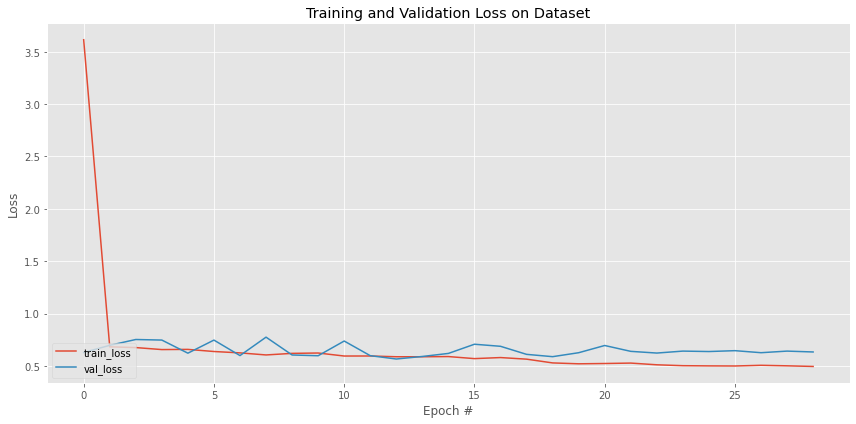 Training and Validation Loss on Dataset
3.5
3.0
2.5
2.0
1.5
1.0
0.5
Loss
train_loss
val_loss
0
5
10
15
20
25
Epoch #